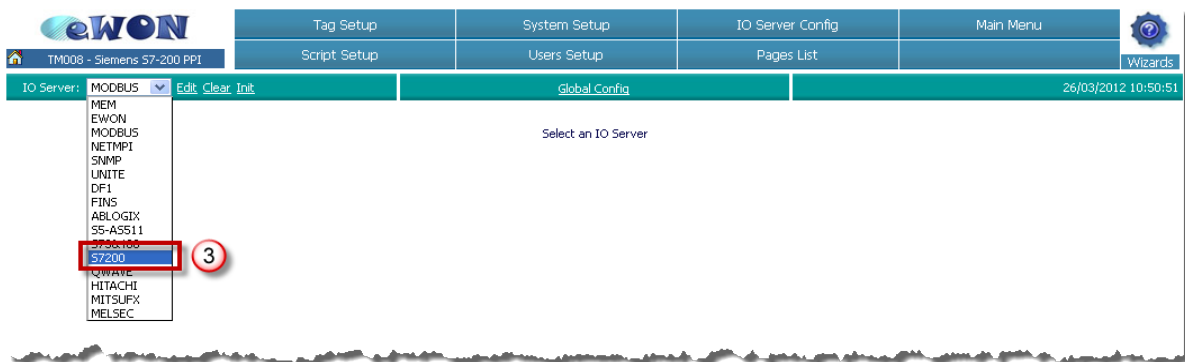 eWON
Tag Setup
System Setup
IO Server Config
Main Menu
TM008 - Siemens S7-200 PPI
Script Setup
Users Setup
Pages List
Wizards
IO Server: MODBUS Edit Clear Init
Global Config
26/03/2012 10:50:51
Select an IO Server
MEM
EWON
MODBUS
NETMPI
SNMP
UNITE
DF1
FINS
ABLOGIX
S5-AS511
S73&400
S7200
3
QWAVE
HITACHI
MITSUFX
MELSEC